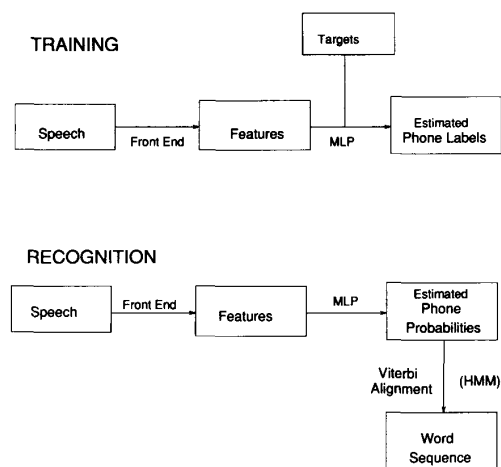 TRAINING
Targets
Speech
Front End
Features
MLP
Estimated
Phone Labels
RECOGNITION
Speech
Front End
Features
MLP
Estimated
Phone
Probabilities
Viterbi
Alignment
(HMM)
Word
Sequence